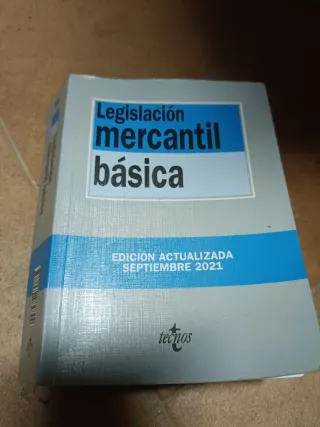 Legislación
mercantil
básica
EDICIÓN ACTUALIZADA
SEPTIEMBRE 2021
tecnos